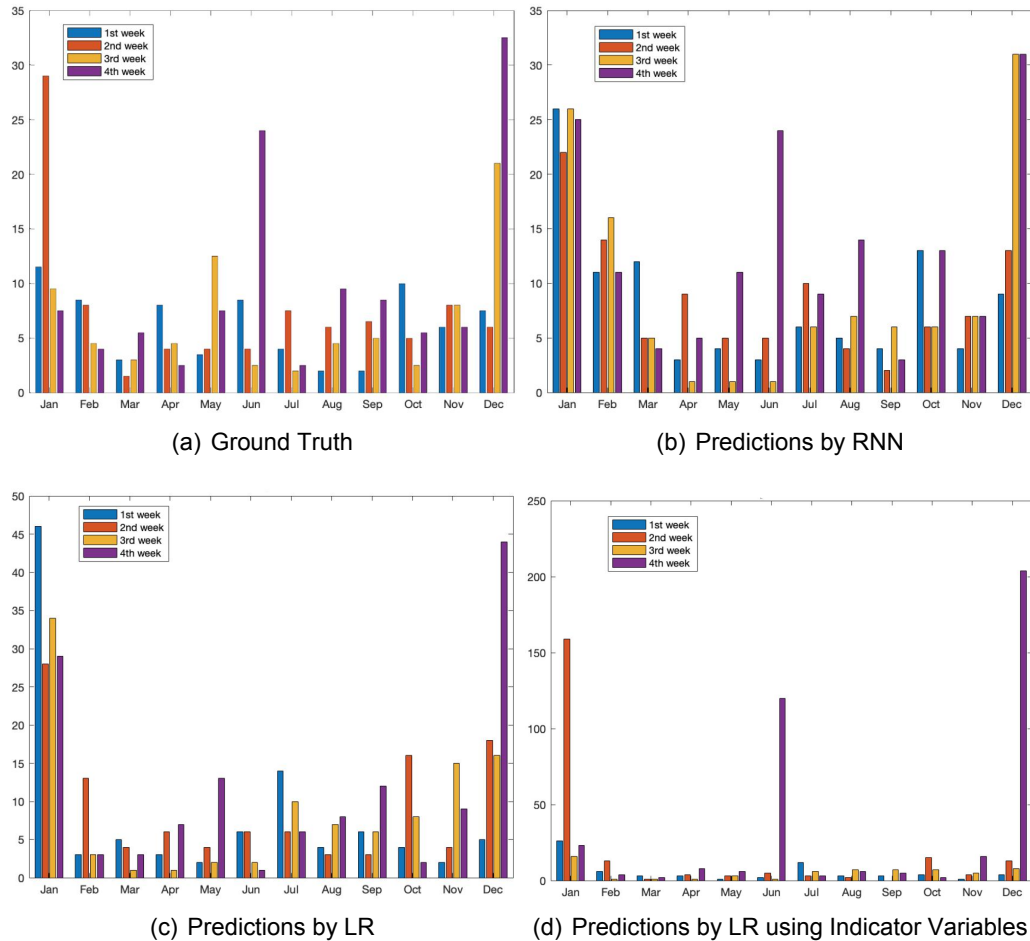 35
30
25
20
15
10
5
0
1st week
2nd week
3rd week
4th week
Jan Feb Mar Apr May Jun Jul Aug Sep Oct Nov Dec
(a) Ground Truth
35
30
25
20
15
10
5
0
1st week
2nd week
3rd week
4th week
Jan Feb Mar Apr May Jun Jul Aug Sep Oct Nov Dec
(b) Predictions by RNN
50
45
40
35
30
25
20
15
10
5
0
1st week
2nd week
3rd week
4th week
Jan Feb Mar Apr May Jun Jul Aug Sep Oct Nov Dec
(c) Predictions by LR
250
200
150
100
50
0
1st week
2nd week
3rd week
4th week
Jan Feb Mar Apr May Jun Jul Aug Sep Oct Nov Dec
(d) Predictions by LR using Indicator Variables